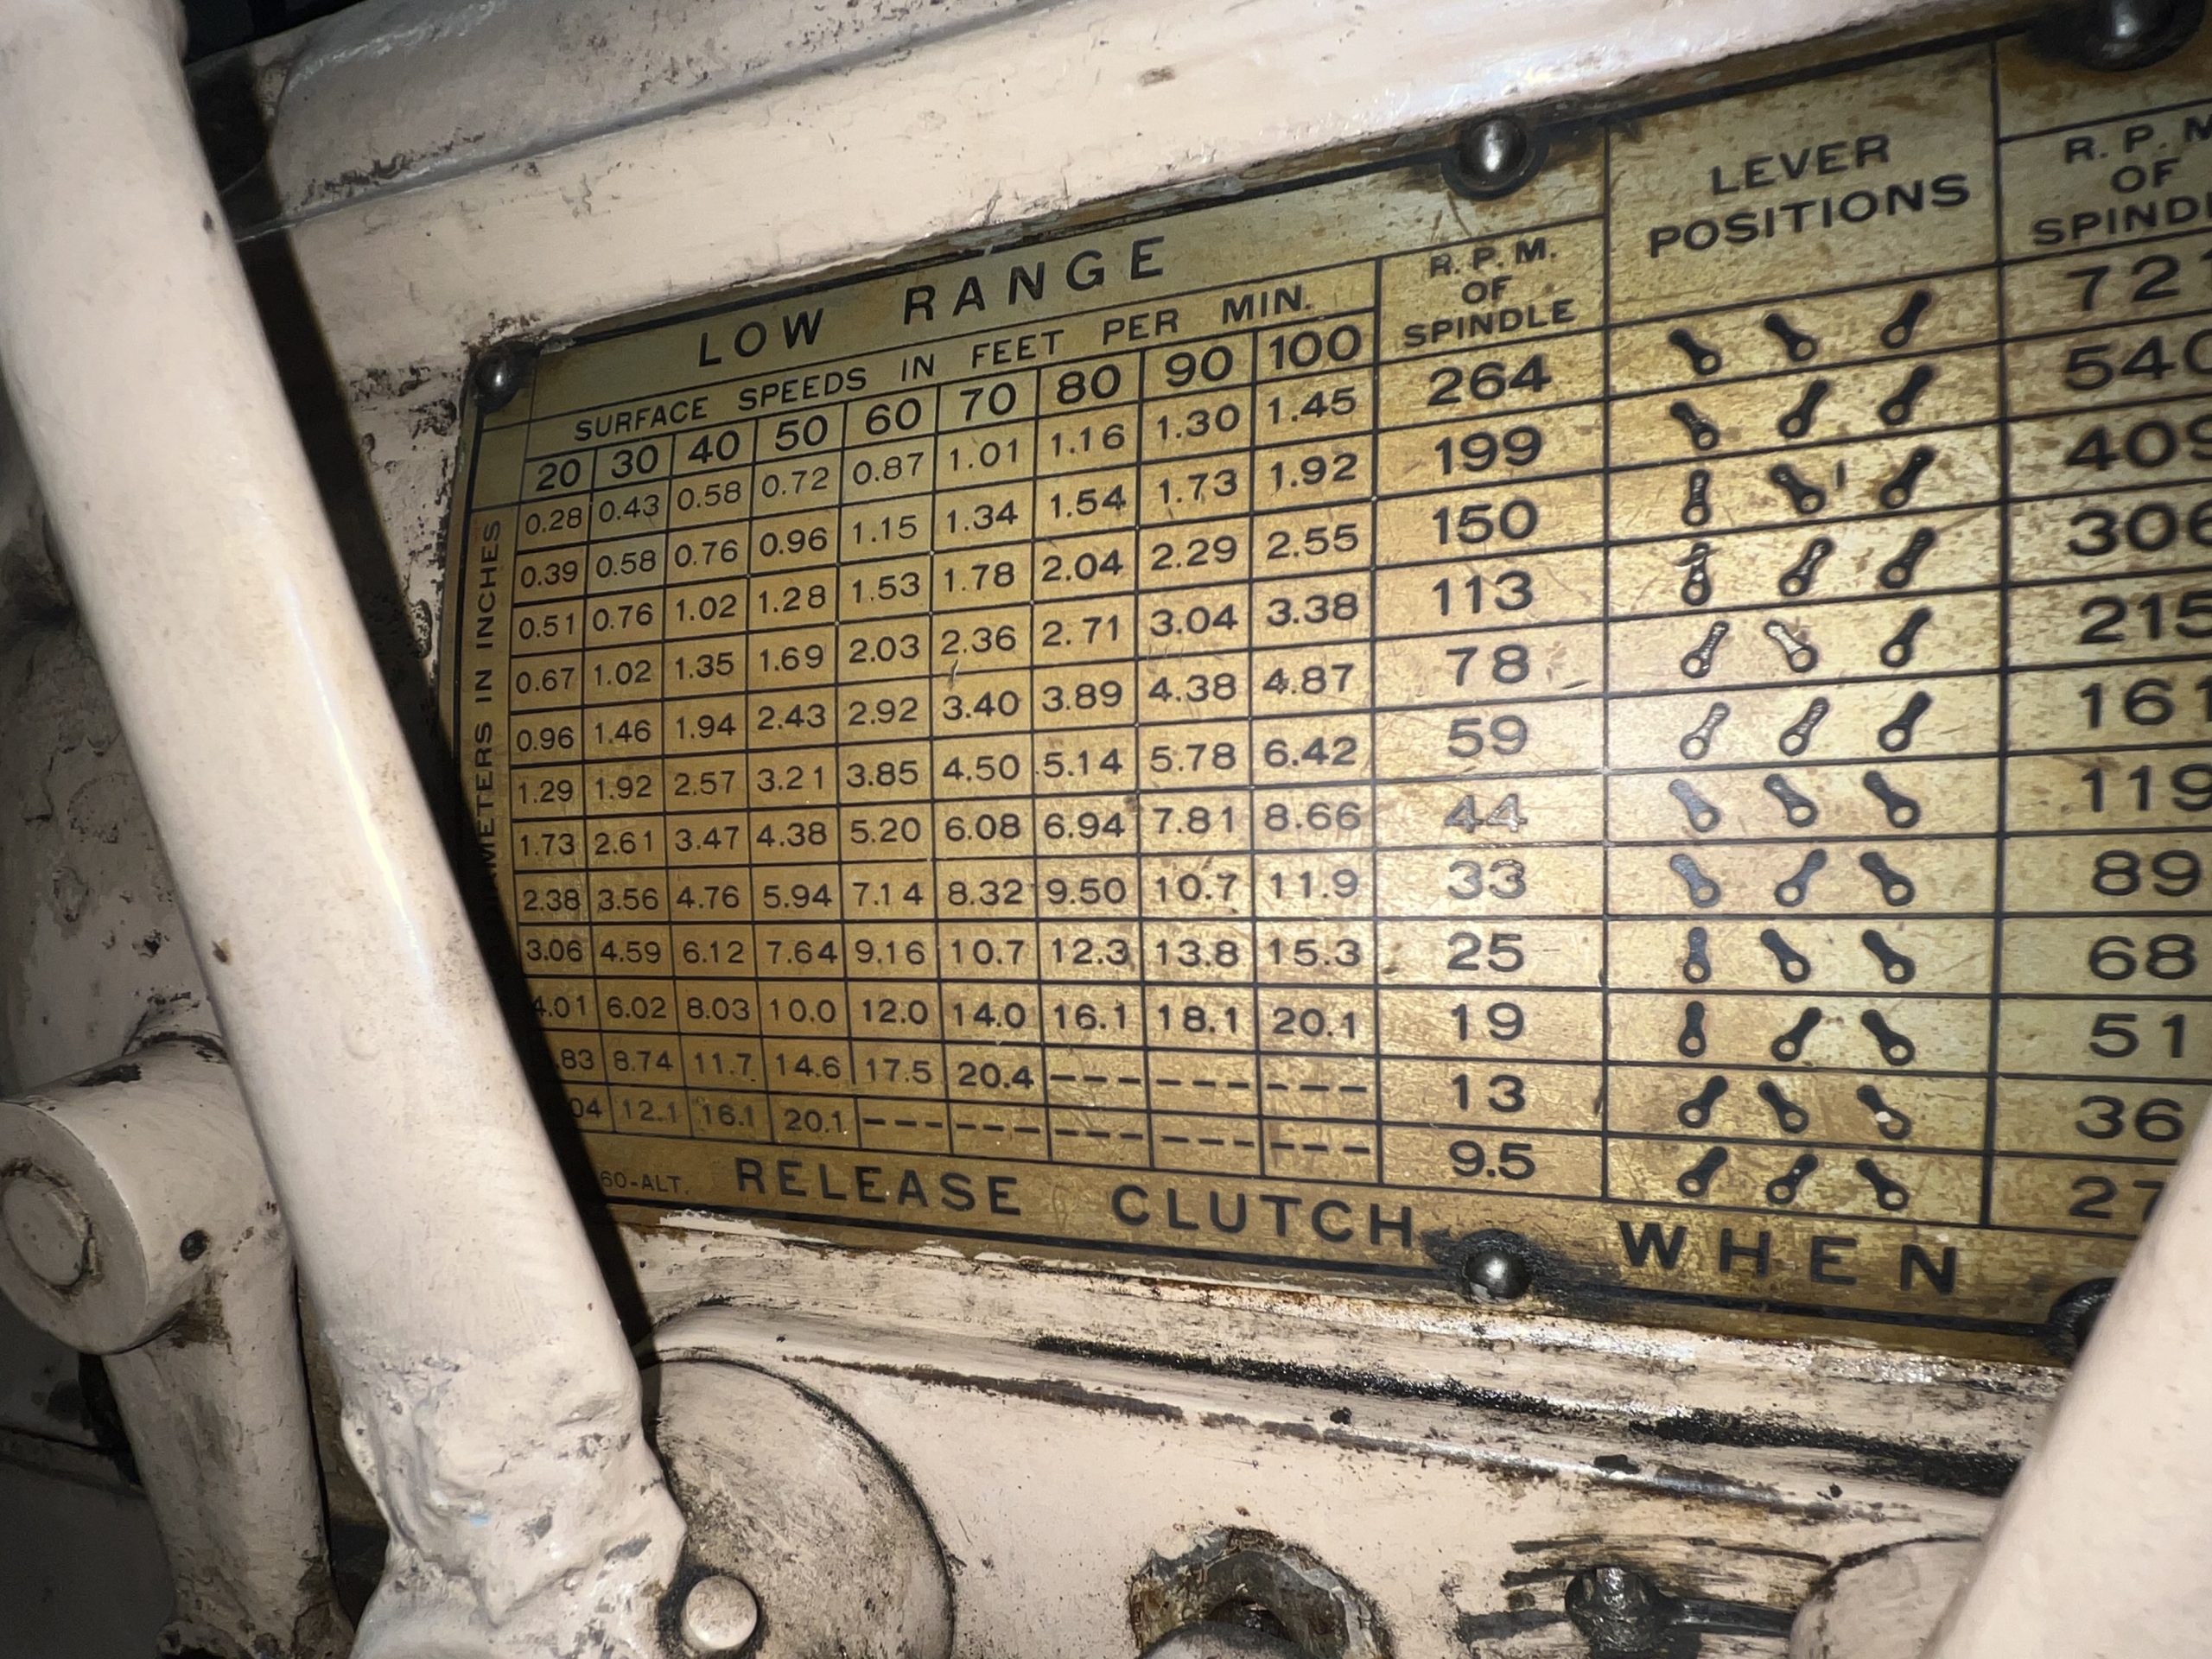 LOW RANGE
SURFACE SPEEDS IN FEET PER MIN.
R. P. M. OF SPINDLE
LEVER POSITIONS
R. P. M
OF
20 30 40 50 60 70 80 90 100
DIAMETERS IN INCHES
0.28 0.43 0.58 0.72 0.87 1.01 1.16 1.30 1.45 264
0.39 0.58 0.76 0.96 1.15 1.34 1.54 1.73 1.92 199
0.51 0.76 1.02 1.28 1.53 1.78 2.04 2.29 2.55 150
0.67 1.02 1.35 1.69 2.03 2.36 2.71 3.04 3.38 113
0.96 1.46 1.94 2.43 2.92 3.40 3.89 4.38 4.87 78
1.29 1.92 2.57 3.21 3.85 4.50 5.14 5.78 6.42 59 161
1.73 2.61 3.47 4.38 5.20 6.08 6.94 7.81 8.66 44 119
2.38 3.56 4.76 5.94 7.14 8.32 9.50 10.7 11.9 33 89
3.06 4.59 6.12 7.64 9.16 10.7 12.3 13.8 15.3 25 68
4.01 6.02 8.03 10.0 12.0 14.0 16.1 18.1 20.1 19 51
.83 8.74 11.7 14.6 17.5 20.4 --- --- --- 13 36
04 12.1 16.1 20.1 --- --- --- --- --- 9.5
60-ALT. RELEASE CLUTCH WHEN